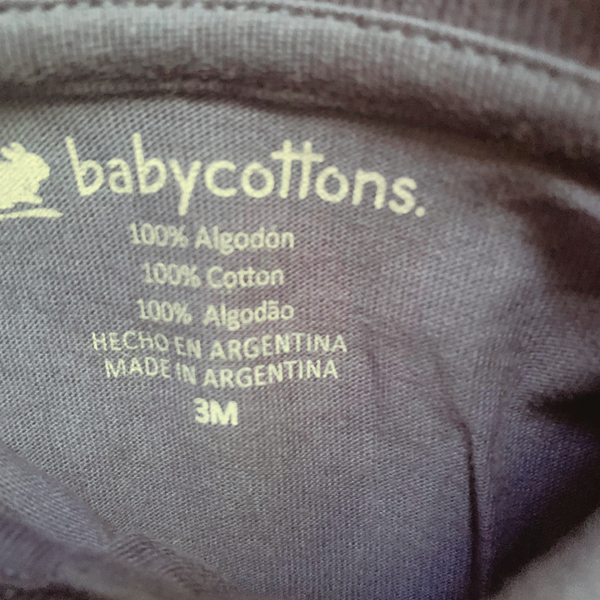 babycottons.
100% Algodón
100% Cotton
100% Algodão
HECHO EN ARGENTINA
MADE IN ARGENTINA
3M